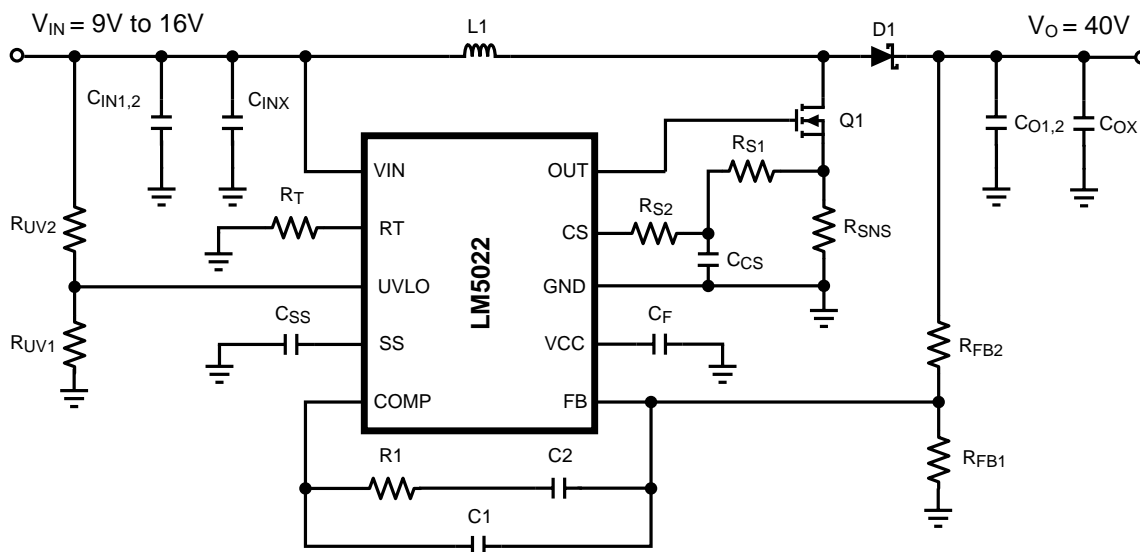 VIN = 9V to 16V
L1
D1
VO = 40V
CIN1,2
CINX
Q1
CO1,2
COX
VIN
OUT
RS1
RT
RS2
RUV2
RT
CS
RSNS
CCS
LM5022
UVLO
GND
CSS
CF
RUV1
SS
VCC
RFB2
COMP
FB
R1
C2
RFB1
C1